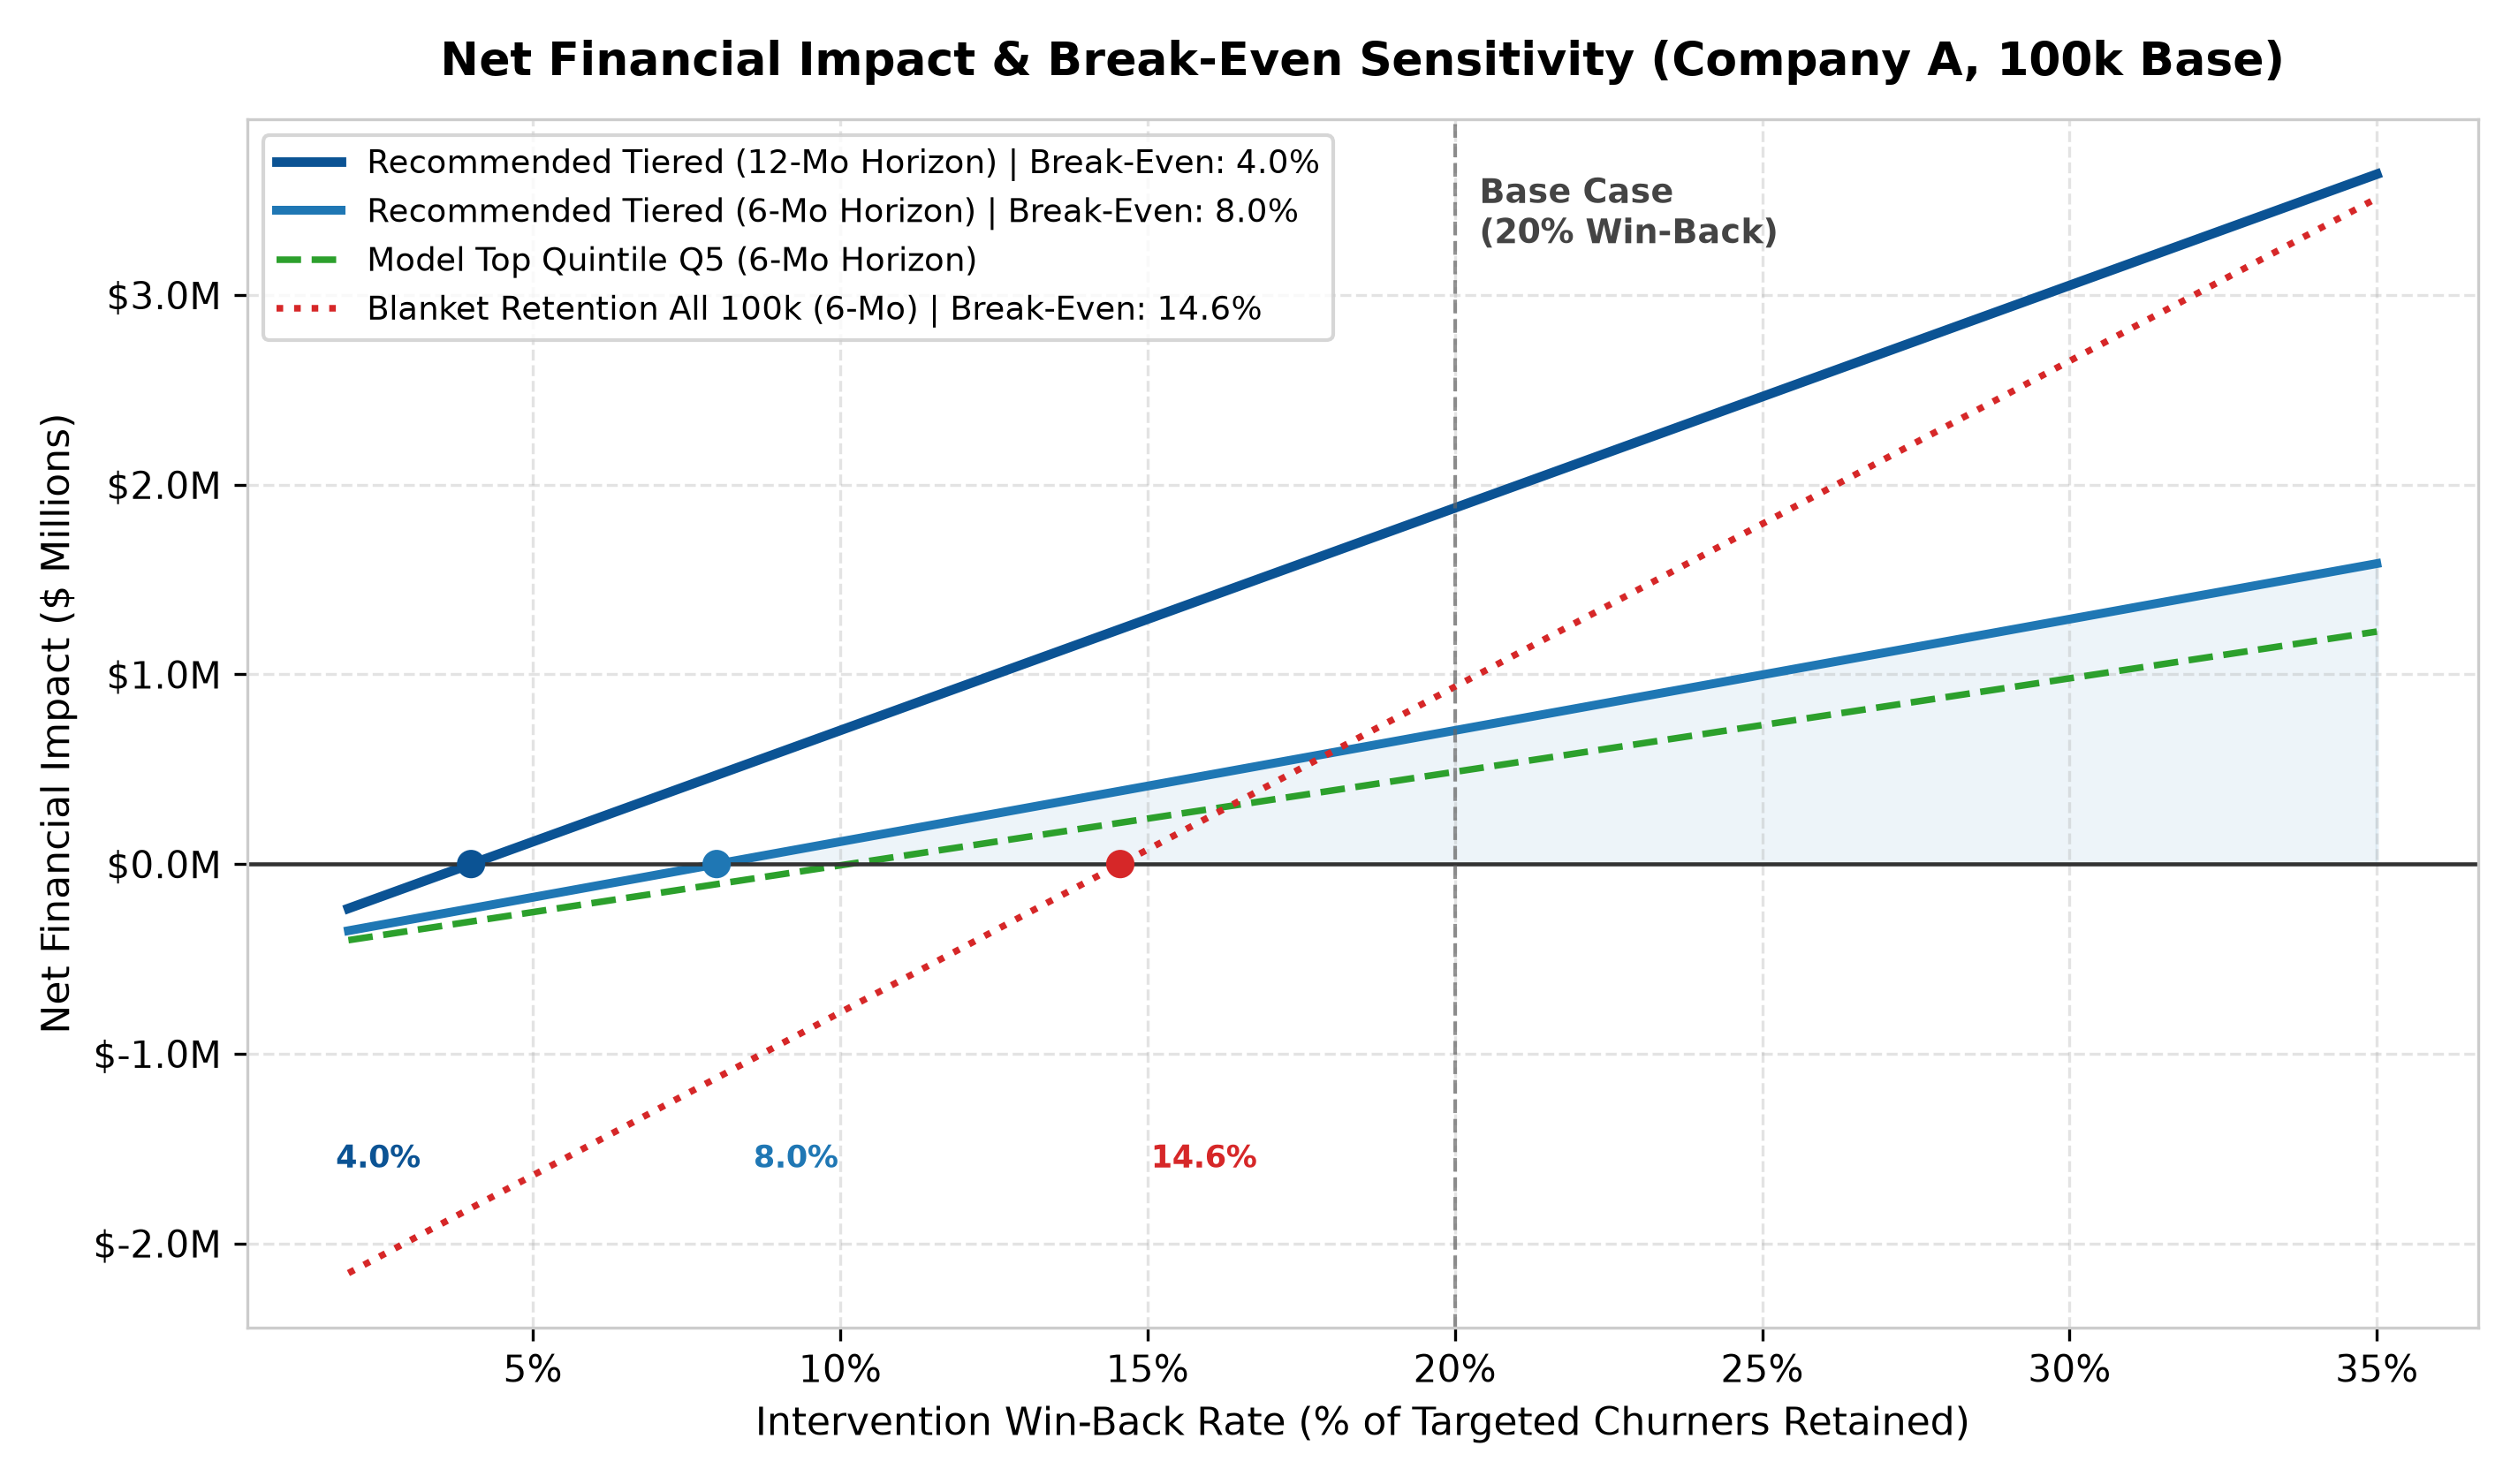 Net Financial Impact & Break-Even Sensitivity (Company A, 100k Base)
Recommended Tiered (12-Mo Horizon) | Break-Even: 4.0%
Recommended Tiered (6-Mo Horizon) | Break-Even: 8.0%
Model Top Quintile Q5 (6-Mo Horizon)
Blanket Retention All 100k (6-Mo) | Break-Even: 14.6%
Base Case
(20% Win-Back)
Net Financial Impact ($ Millions)
$3.0M
$2.0M
$1.0M
$0.0M
$-1.0M
$-2.0M
4.0%
8.0%
14.6%
5%
10%
15%
20%
25%
30%
35%
Intervention Win-Back Rate (% of Targeted Churners Retained)